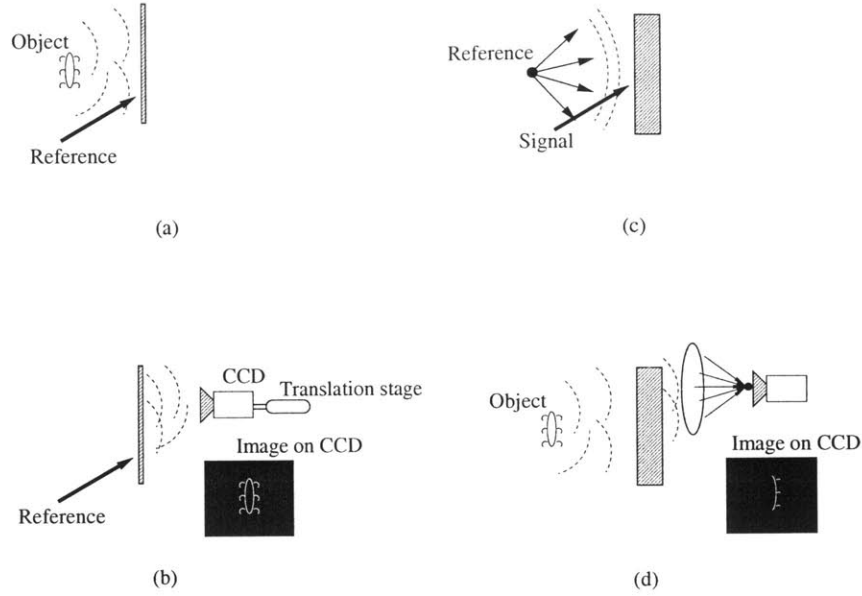 Object
Reference
(a)
Reference
Signal
(c)
CCD
Translation stage
Image on CCD
Reference
(b)
Object
Image on CCD
(d)